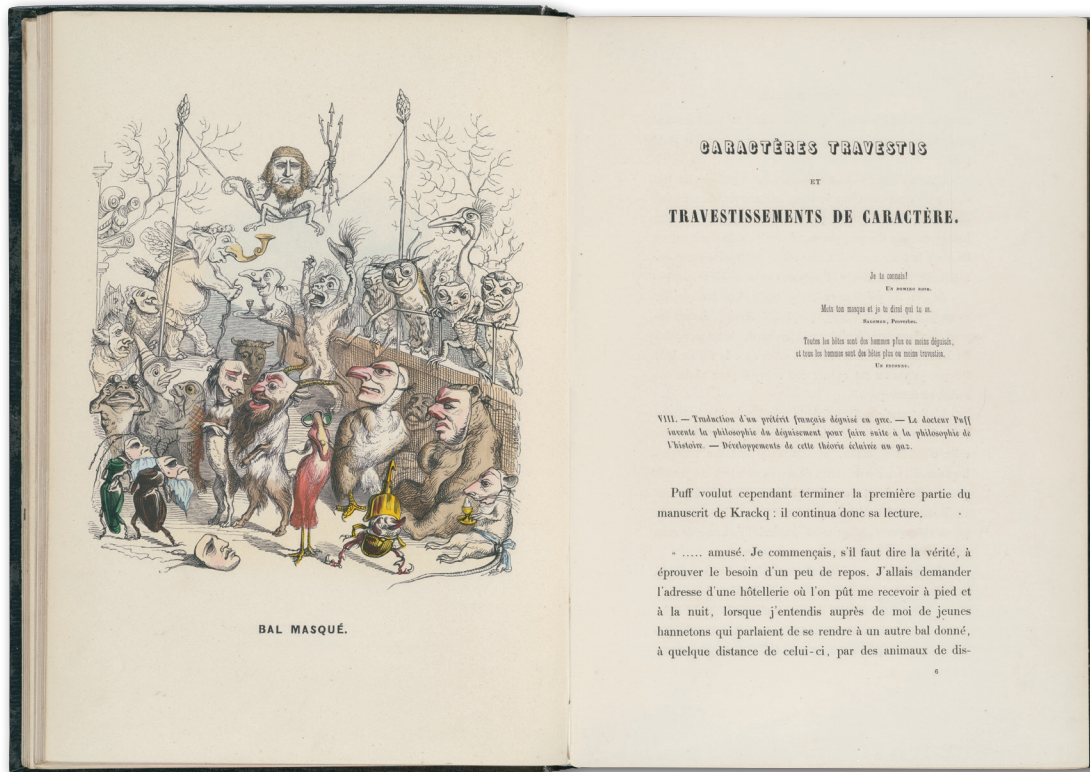 BAL MASQUÉ.
CARACTÈRES TRAVESTIS
ET
TRAVESTISSEMENTS DE CARACTÈRE.
Je te connais!
UN DOMINO NOIR.
Mets ton masque et je te dirai qui tu es.
SALOMON, Proverbes.
Toutes les bêtes sont des hommes plus ou moins déguisés,
et tous les hommes sont des bêtes plus ou moins travesties.
UN INCONNU.
VIII. — Traduction d'un prétérit français déguisé en grec. — Le docteur Puff
invente la philosophie du déguisement pour faire suite à la philosophie de
l'histoire. — Développements de cette théorie éclairée au gaz.
Puff voulut cependant terminer la première partie du
manuscrit de Krackq : il continua donc sa lecture.
« ..... amusé. Je commençais, s'il faut dire la vérité, à
éprouver le besoin d'un peu de repos. J'allais demander
l'adresse d'une hôtellerie où l'on pût me recevoir à pied et
à la nuit, lorsque j'entendis auprès de moi de jeunes
hannetons qui parlaient de se rendre à un autre bal donné,
à quelque distance de celui-ci, par des animaux de dis-
6